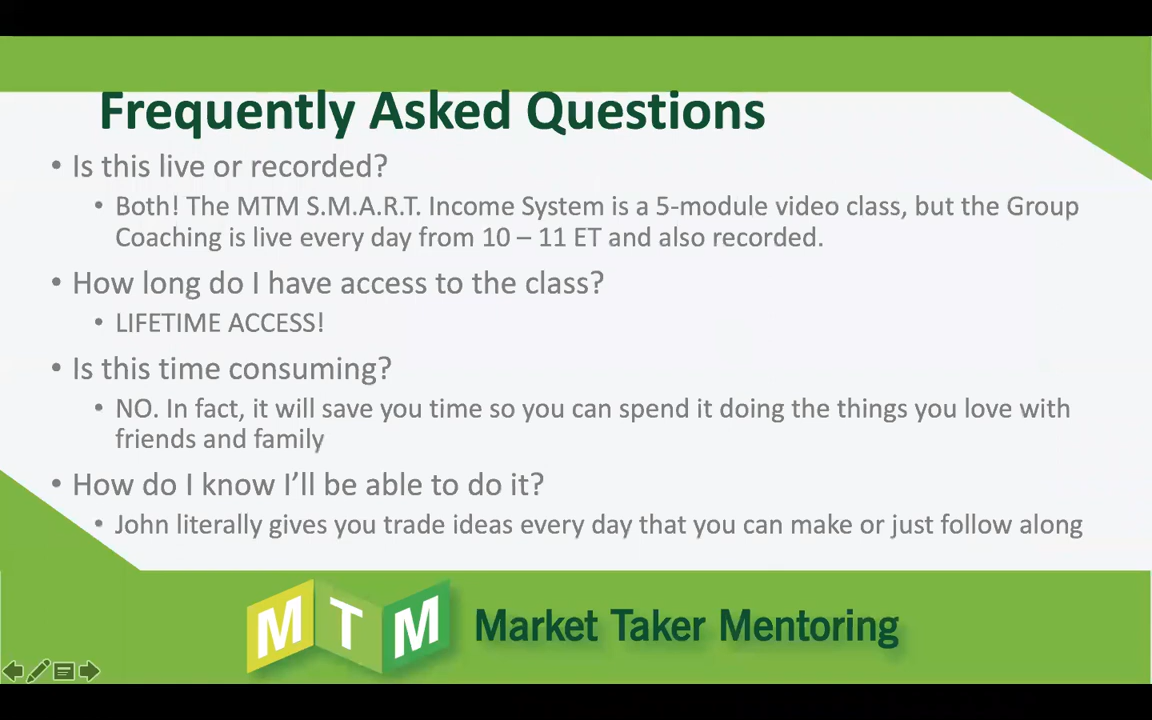 Frequently Asked Questions
• Is this live or recorded?
• Both! The MTM S.M.A.R.T. Income System is a 5-module video class, but the Group
Coaching is live every day from 10 – 11 ET and also recorded.
• How long do I have access to the class?
• LIFETIME ACCESS!
• Is this time consuming?
• NO. In fact, it will save you time so you can spend it doing the things you love with
friends and family
• How do I know I’ll be able to do it?
• John literally gives you trade ideas every day that you can make or just follow along
MTM Market Taker Mentoring